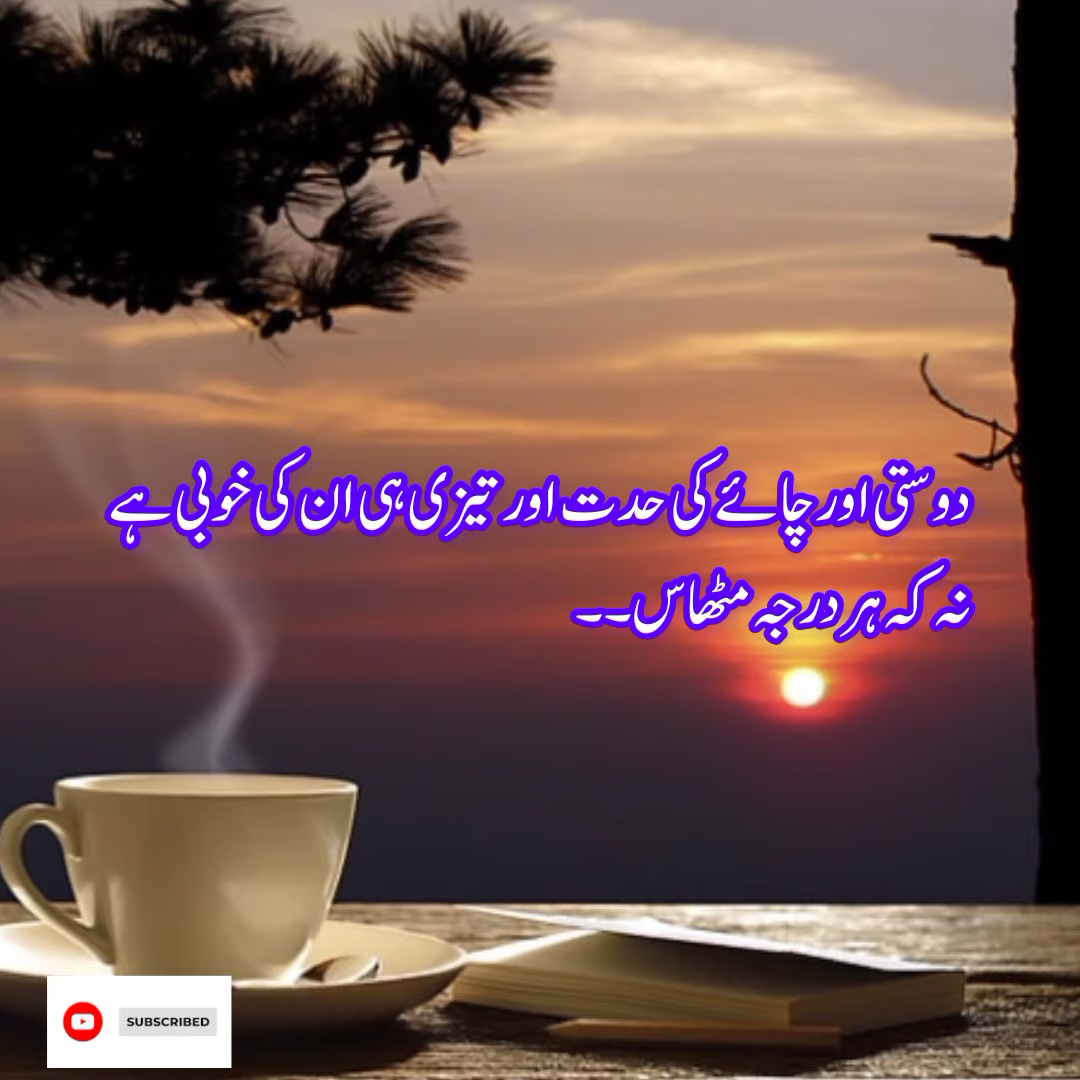 دوستی اور چائے کی حدت اور تیزی ہی ان کی خوبی ہے
نہ کہ ہر درجہ مٹھاس۔۔
SUBSCRIBED